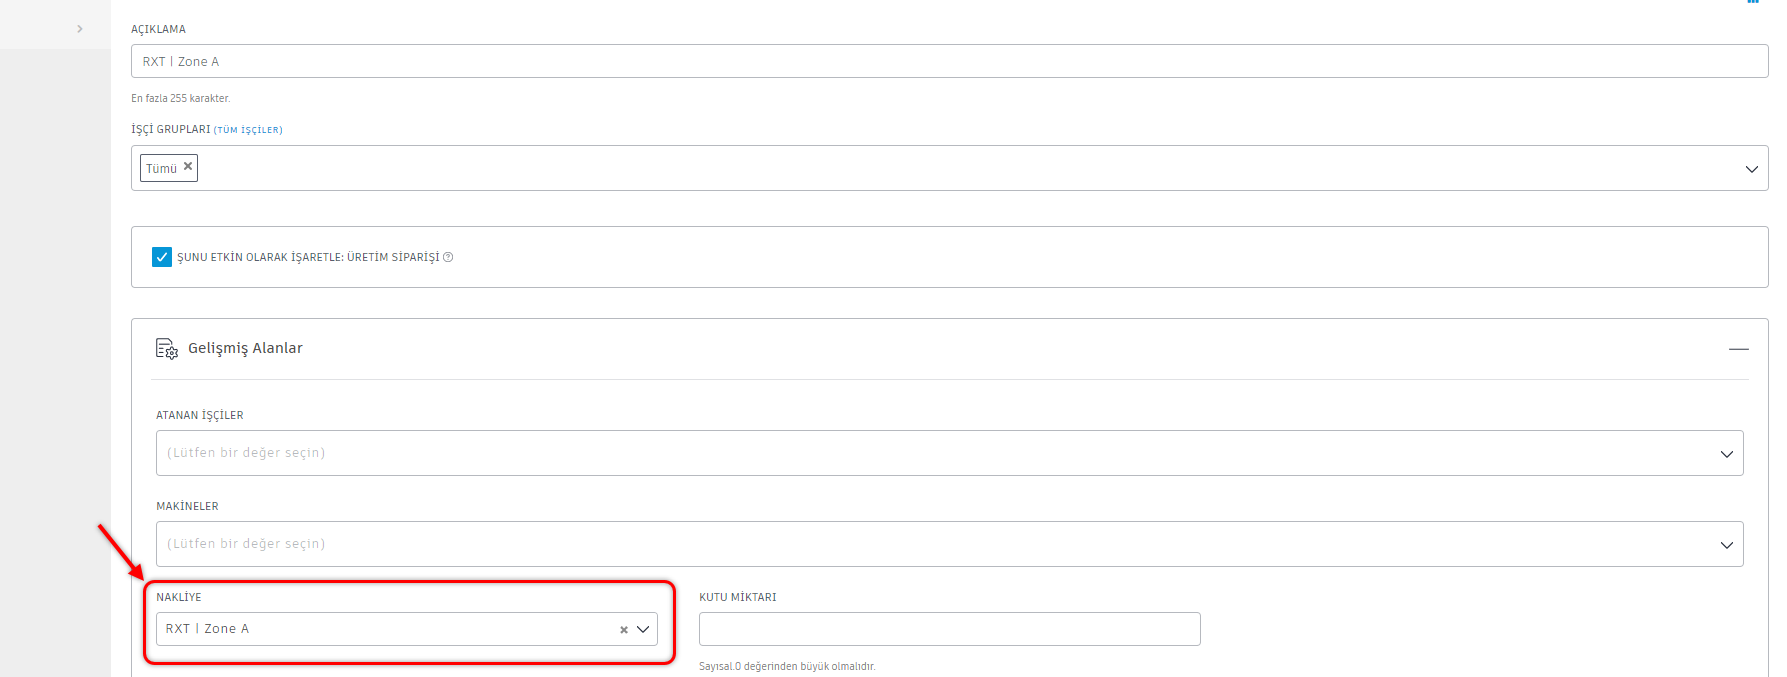 AÇIKLAMA
RXT | Zone A
En fazla 255 karakter.
İŞÇİ GRUPLARI (TÜM İŞÇİLER)
Tümü
ŞUNU ETKİN OLARAK İŞARETLE: ÜRETİM SİPARİŞİ
Gelişmiş Alanlar
ATANAN İŞÇİLER
(Lütfen bir değer seçin)
MAKİNELER
(Lütfen bir değer seçin)
NAKLİYE
RXT | Zone A
KUTU MİKTARI
Sayısal.0 değerinden büyük olmalıdır.